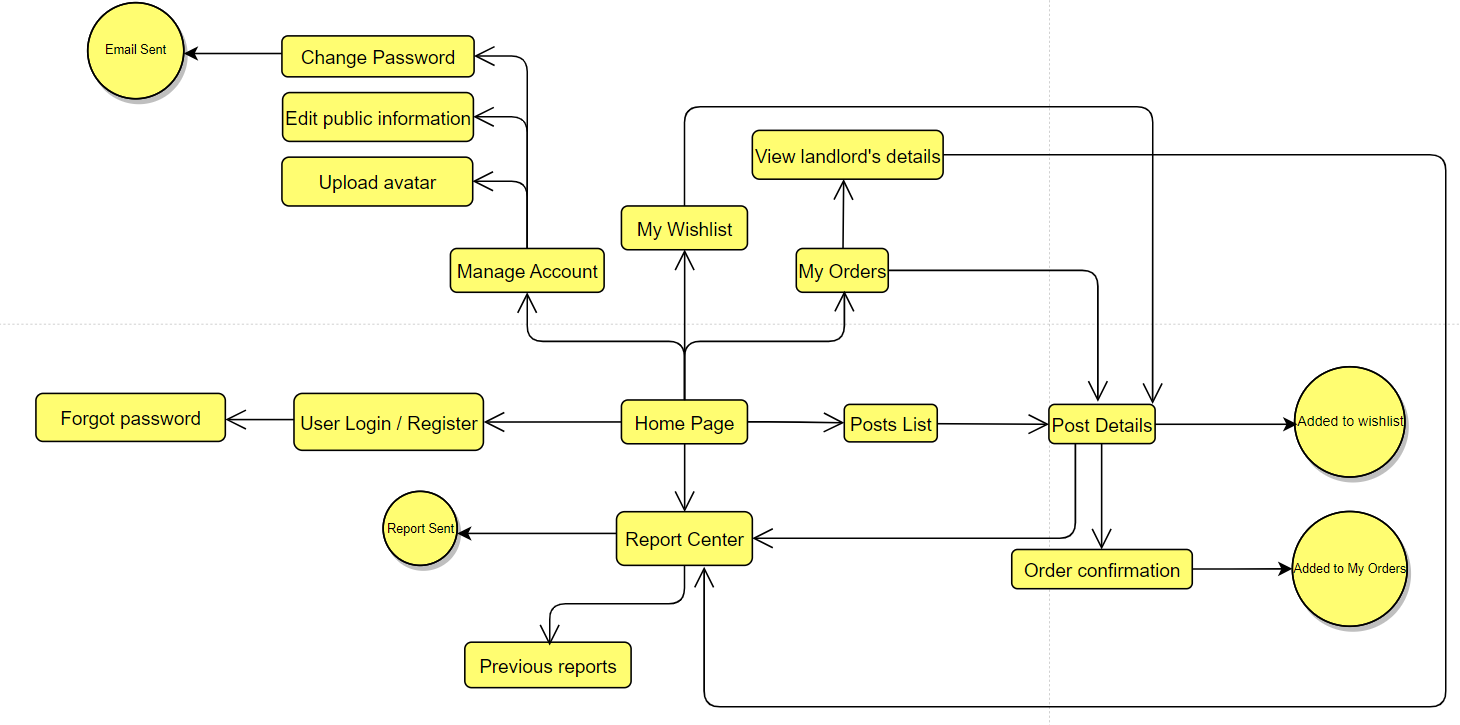 Email Sent
Change Password
Edit public information
Upload avatar
View landlord's details
My Wishlist
Manage Account
My Orders
Forgot password
User Login / Register
Home Page
Posts List
Post Details
Added to wishlist
Report Sent
Report Center
Order confirmation
Added to My Orders
Previous reports